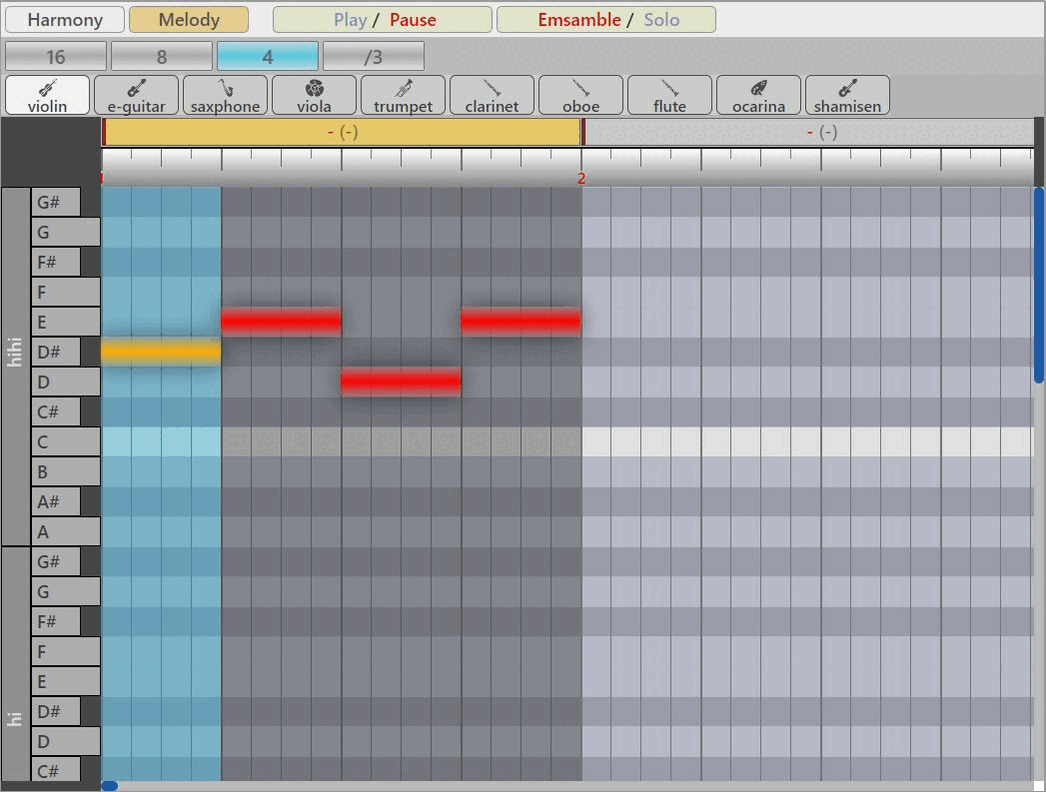 Harmony Melody Play / Pause Emsamble / Solo
16 8 4 /3
violin e-guitar saxphone viola trumpet clarinet oboe flute ocarina shamisen
- (-) - (-)
2
hihi
G#
G
F#
F
E
D#
D
C#
C
B
A#
A
hi
G#
G
F#
F
E
D#
D
C#